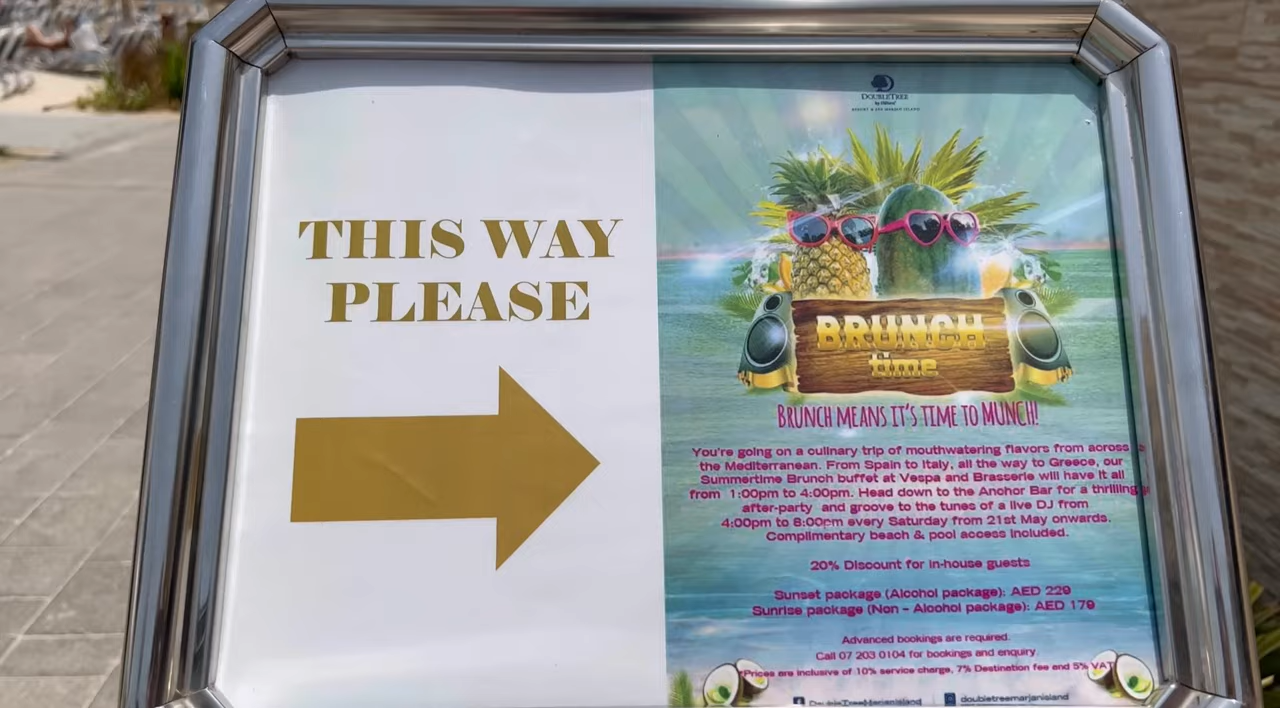 THIS WAY
PLEASE
DOUBLETREE
by Hilton
RESORT & SPA MARJAN ISLAND
BRUNCH
time
BRUNCH MEANS IT'S TIME TO MUNCH!
You're going on a culinary trip of mouthwatering flavors from across
the Mediterranean. From Spain to Italy, all the way to Greece, our
Summertime Brunch buffet at Vespa and Brasserie will have it all
from 1:00pm to 4:00pm. Head down to the Anchor Bar for a thrilling
after-party and groove to the tunes of a live DJ from
4:00pm to 8:00pm every Saturday from 21st May onwards.
Complimentary beach & pool access included.
20% Discount for in-house guests
Sunset package (Alcohol package): AED 229
Sunrise package (Non - Alcohol package): AED 179
Advanced bookings are required.
Call 07 203 0104 for bookings and enquiry.
*Prices are inclusive of 10% service charge, 7% Destination fee and 5% VAT
DoubleTreeMarjanIsland
doubletreemarjanisland